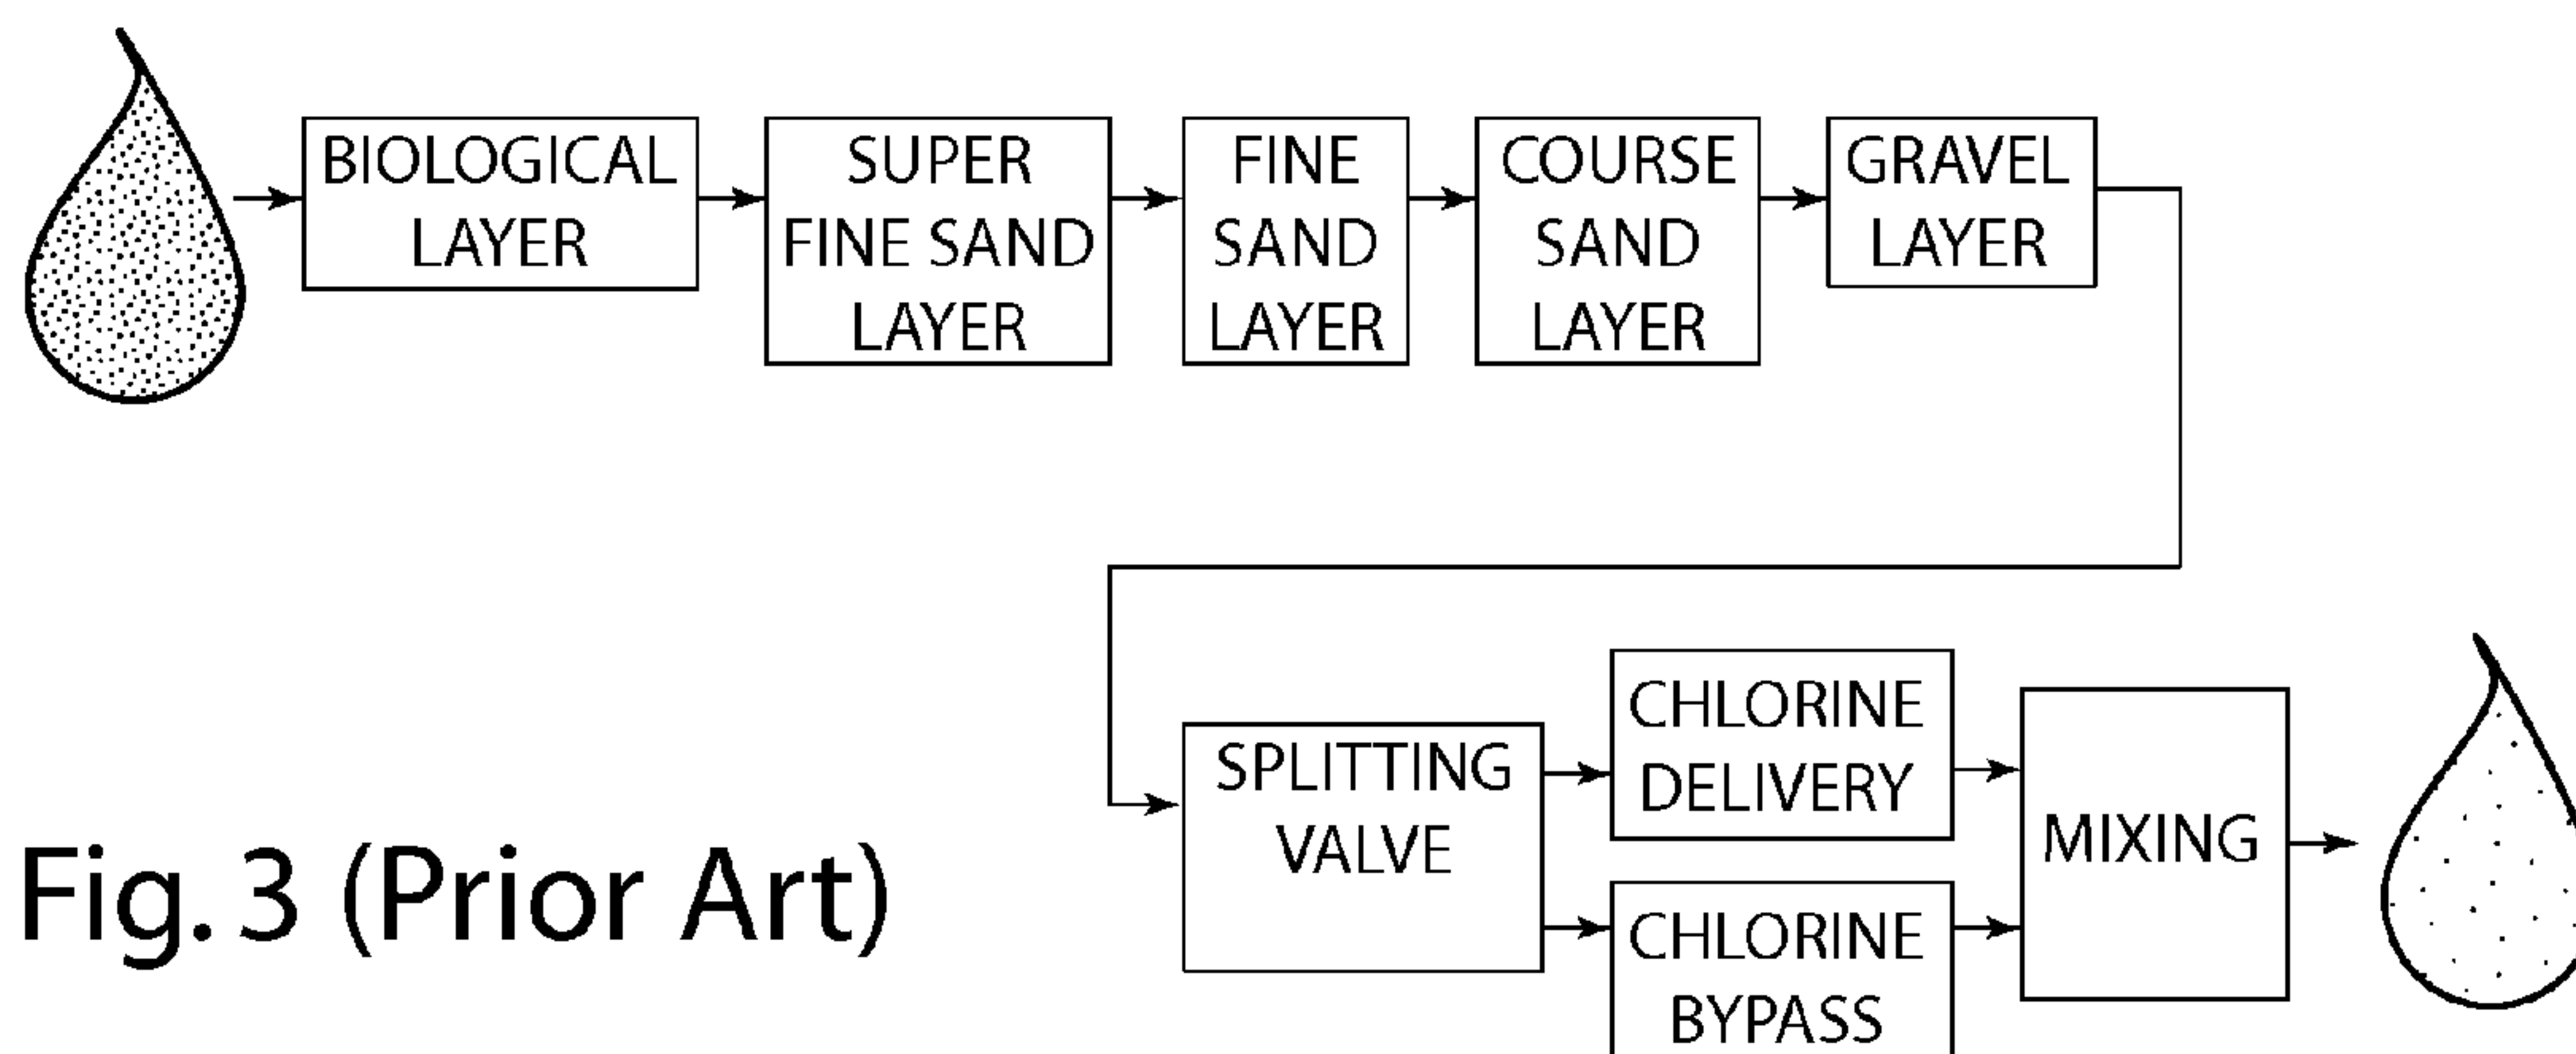 BIOLOGICAL
LAYER
SUPER
FINE SAND
LAYER
FINE
SAND
LAYER
COURSE
SAND
LAYER
GRAVEL
LAYER
SPLITTING
VALVE
CHLORINE
DELIVERY
CHLORINE
BYPASS
MIXING
Fig. 3 (Prior Art)